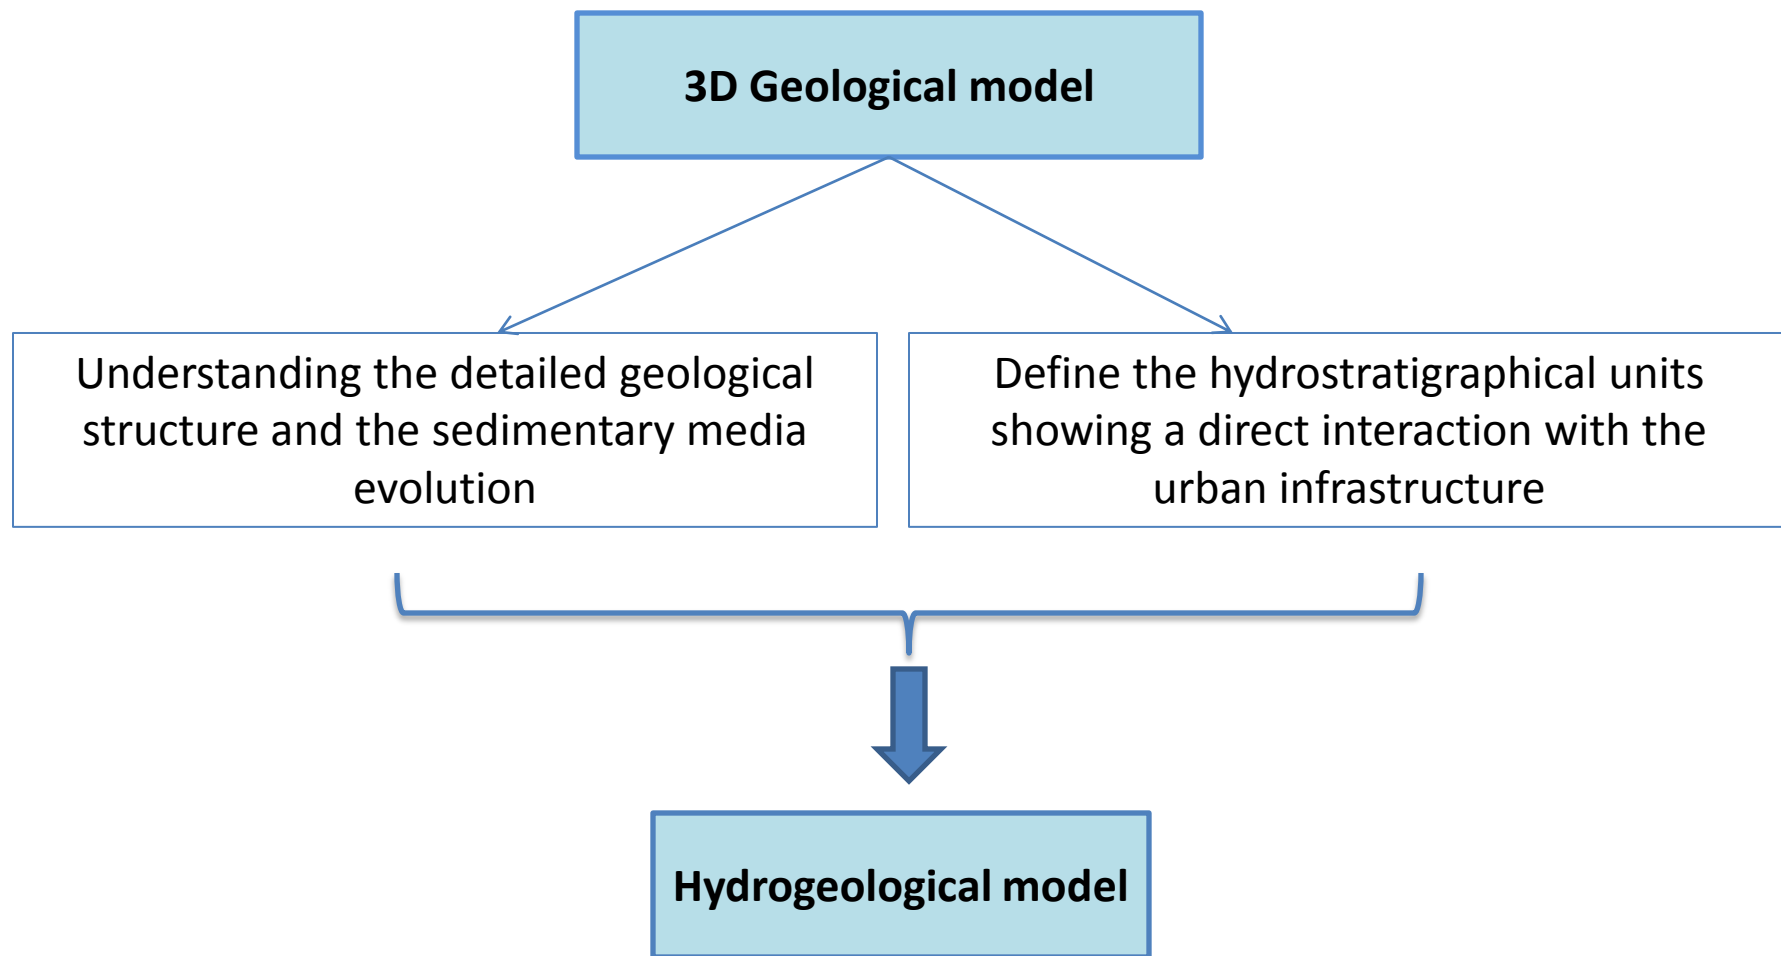 3D Geological model
Understanding the detailed geological
structure and the sedimentary media
evolution
Define the hydrostratigraphical units
showing a direct interaction with the
urban infrastructure
Hydrogeological model